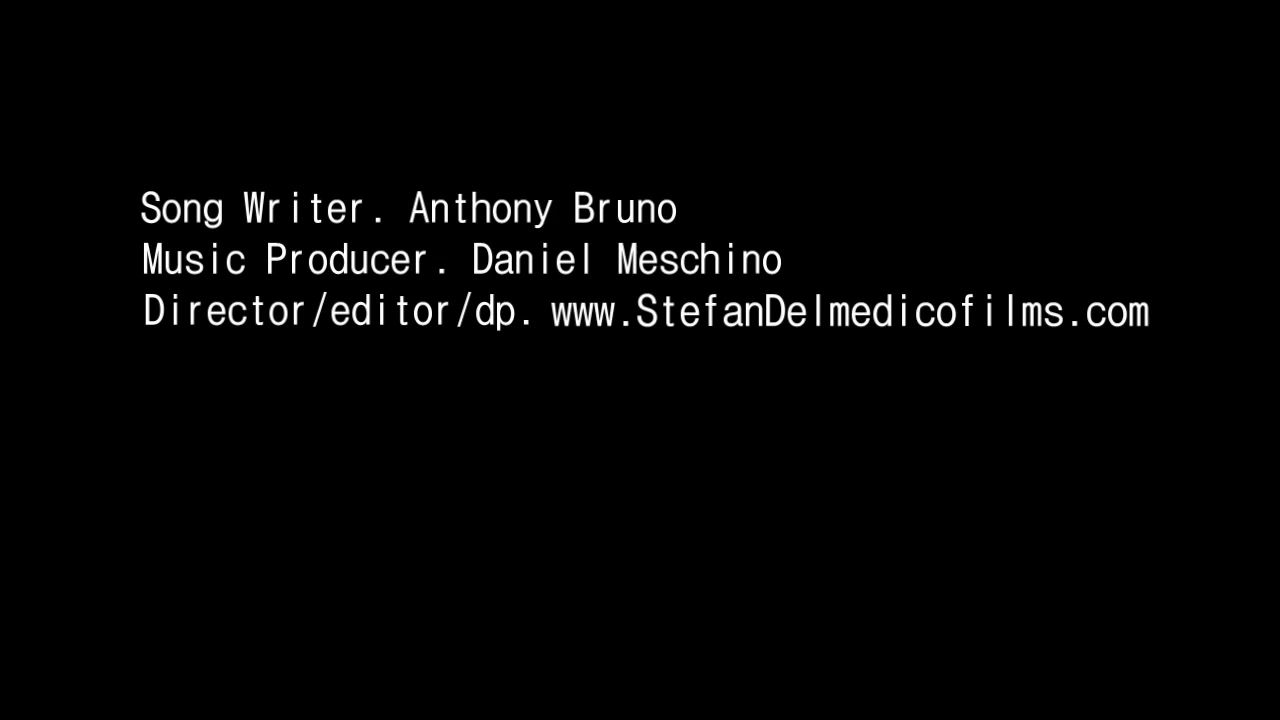 Song Writer. Anthony Bruno
Music Producer. Daniel Meschino
Director/editor/dp. www.StefanDelmedicofilms.com